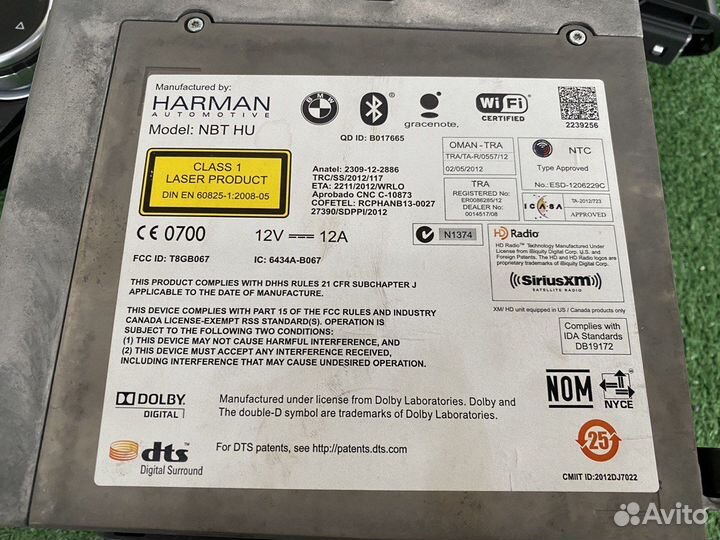 Manufactured by:
HARMAN
AUTOMOTIVE
Model: NBT HU
BMW
gracenote.
Wi Fi
CERTIFIED
QD ID: B017665
2239256
CLASS 1
LASER PRODUCT
DIN EN 60825-1:2008-05
Anatel: 2309-12-2886
TRC/SS/2012/117
ETA: 2211/2012/WRLO
Aprobado CNC C-10873
COFETEL: RCPHANB13-0027
27390/SDPPI/2012
OMAN-TRA
TRA/TA-R/0557/12
02/05/2012
TRA
REGISTERED No:
ER0086285/12
DEALER No:
0014517/08
NTC
Type Approved
No.: ESD-1206229C
ICASA
TA-2012/723
APPROVED
CE 0700
12V 12A
N1374
FCC ID: T8GB067
IC: 6434A-B067
HD Radio
HD Radio™ Technology Manufactured Under
License from iBiquity Digital Corp. U.S. and
Foreign Patents. The HD and HD Radio logos are
proprietary trademarks of iBiquity Digital Corp.
SiriusXM
SATELLITE RADIO
XM/ HD unit equipped in US / Canada products only
THIS PRODUCT COMPLIES WITH DHHS RULES 21 CFR SUBCHAPTER J
APPLICABLE TO THE DATE OF MANUFACTURE.
THIS DEVICE COMPLIES WITH PART 15 OF THE FCC RULES AND INDUSTRY
CANADA LICENSE-EXEMPT RSS STANDARD(S). OPERATION IS
SUBJECT TO THE FOLLOWING TWO CONDITIONS:
(1) THIS DEVICE MAY NOT CAUSE HARMFUL INTERFERENCE, AND
(2) THIS DEVICE MUST ACCEPT ANY INTERFERENCE RECEIVED,
INCLUDING INTERFERENCE THAT MAY CAUSE UNDESIRED OPERATION.
Complies with
IDA Standards
DB19172
DOLBY
DIGITAL
Manufactured under license from Dolby Laboratories. Dolby and
The double-D symbol are trademarks of Dolby Laboratories.
NOM
NYCE
dts
Digital Surround
For DTS patents, see http://patents.dts.com
25
CMIIT ID:2012DJ7022
Avito